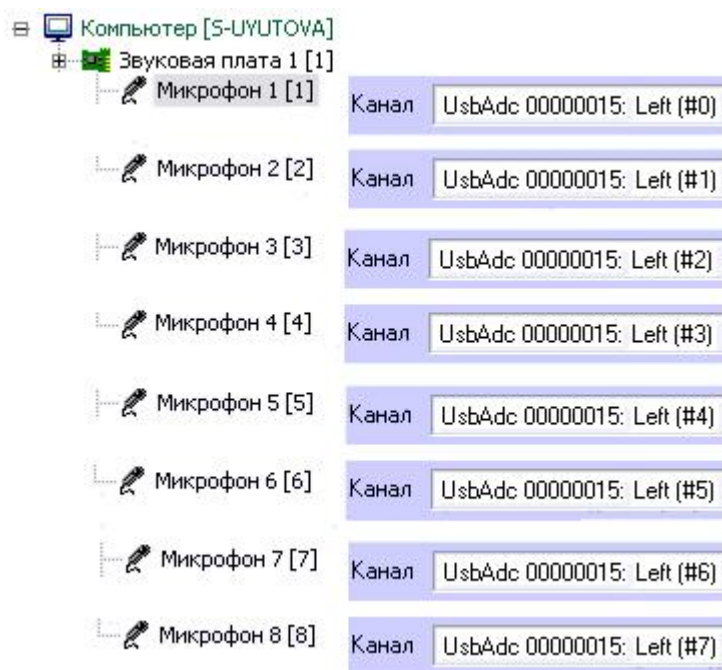 Компьютер [S-UYUTOVA]
Звуковая плата 1 [1]
Микрофон 1 [1] Канал UsbAdc 00000015: Left (#0)
Микрофон 2 [2] Канал UsbAdc 00000015: Left (#1)
Микрофон 3 [3] Канал UsbAdc 00000015: Left (#2)
Микрофон 4 [4] Канал UsbAdc 00000015: Left (#3)
Микрофон 5 [5] Канал UsbAdc 00000015: Left (#4)
Микрофон 6 [6] Канал UsbAdc 00000015: Left (#5)
Микрофон 7 [7] Канал UsbAdc 00000015: Left (#6)
Микрофон 8 [8] Канал UsbAdc 00000015: Left (#7)